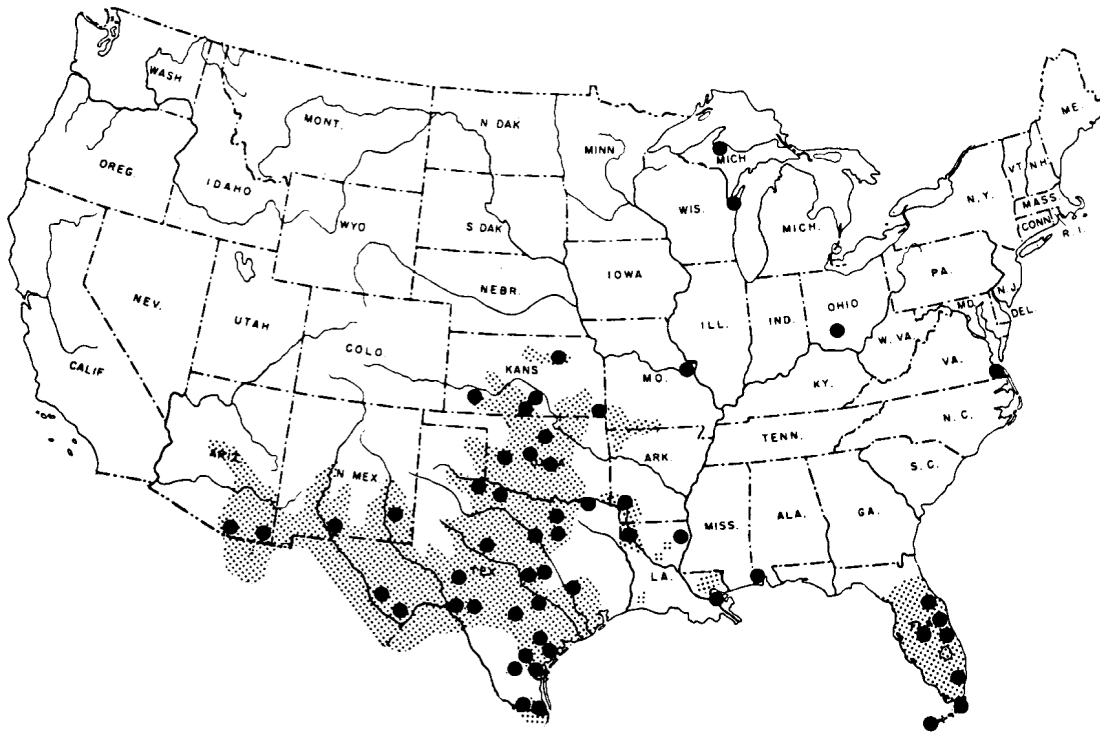 WASH
MONT.
N DAK
MINN
ME.
OREG
IDAHO
MICH
VT.
N.H.
WYO
S DAK
WIS.
MICH.
N.Y.
MASS
CONN.
R.I.
NEV.
UTAH
NEBR.
IOWA
PA.
N.J.
OHIO
MD.
DEL.
ILL.
IND.
W. VA.
COLO.
CALIF
KANS
MO.
KY.
VA.
N.C.
TENN.
ARIZ.
N MEX
ARK.
S.C.
MISS.
ALA.
GA.
TEX
LA.